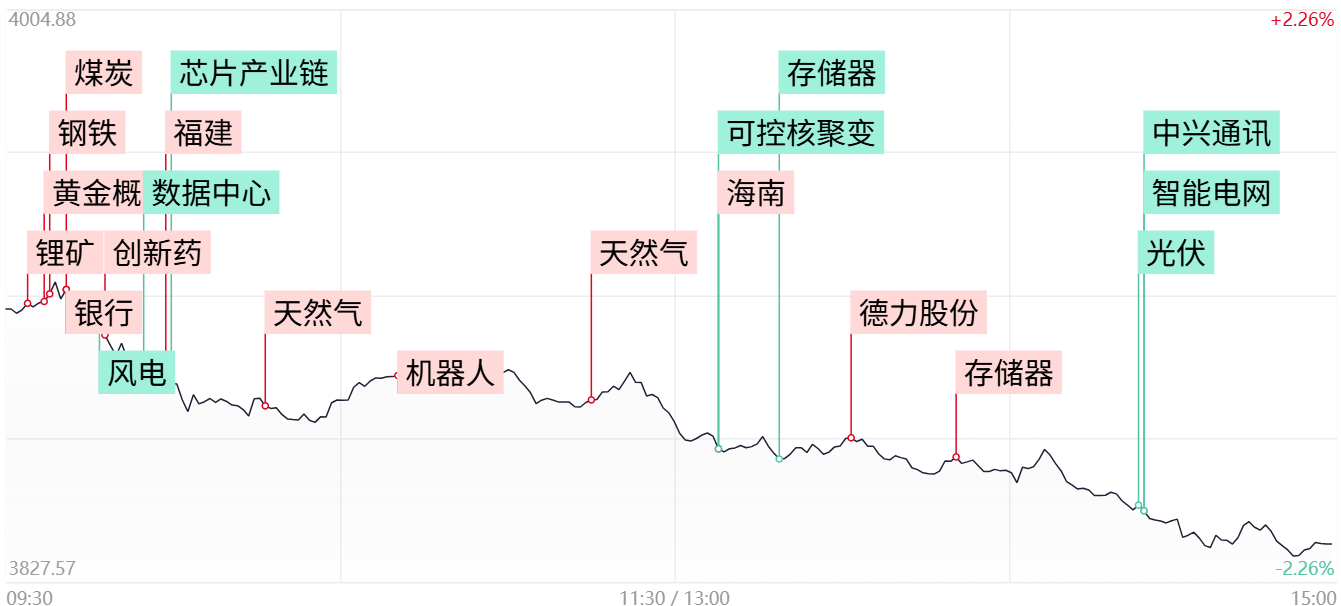 4004.88
+2.26%
煤炭
芯片产业链
存储器
钢铁
福建
可控核聚变
中兴通讯
黄金概
数据中心
海南
智能电网
锂矿
创新药
天然气
光伏
银行
天然气
德力股份
风电
机器人
存储器
3827.57
-2.26%
09:30
11:30 / 13:00
15:00